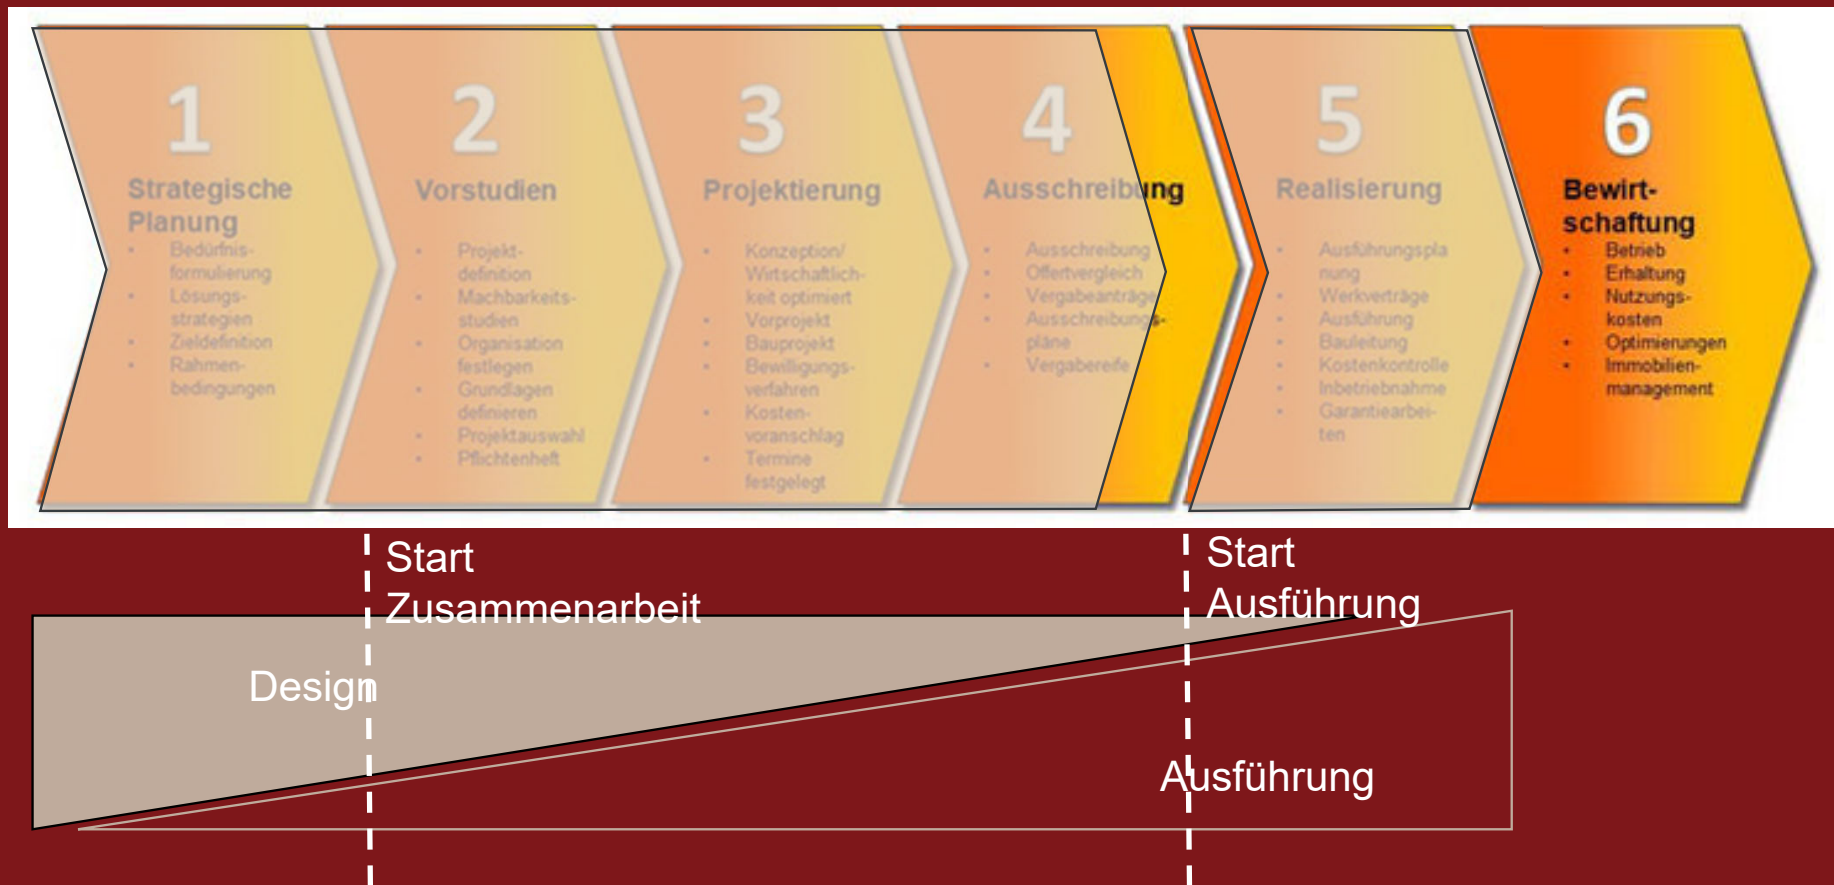 1
Strategische
Planung
• Bedürfnis-
formulierung
• Lösungs-
strategien
• Zieldefinition
• Rahmen-
bedingungen
2
Vorstudien
• Projekt-
definition
• Machbarkeits-
studien
• Organisation
festlegen
• Grundlagen
definieren
• Projektauswahl
• Pflichtenheft
3
Projektierung
• Konzeption/
Wirtschaftlich-
keit optimiert
• Vorprojekt
• Bauprojekt
• Bewilligungs-
verfahren
• Kosten-
voranschlag
• Termine
festgelegt
4
Ausschreibung
• Ausschreibung
• Offertvergleich
• Vergabeanträge
• Ausschreibungs-
pläne
• Vergabereife
5
Realisierung
• Ausführungspla
nung
• Werkverträge
• Ausführung
• Bauleitung
• Kostenkontrolle
• Inbetriebnahme
• Garantiearbei-
ten
6
Bewirt-
schaftung
• Betrieb
• Erhaltung
• Nutzungs-
kosten
• Optimierungen
• Immobilien-
management
Start
Zusammenarbeit
Start
Ausführung
Design
Ausführung